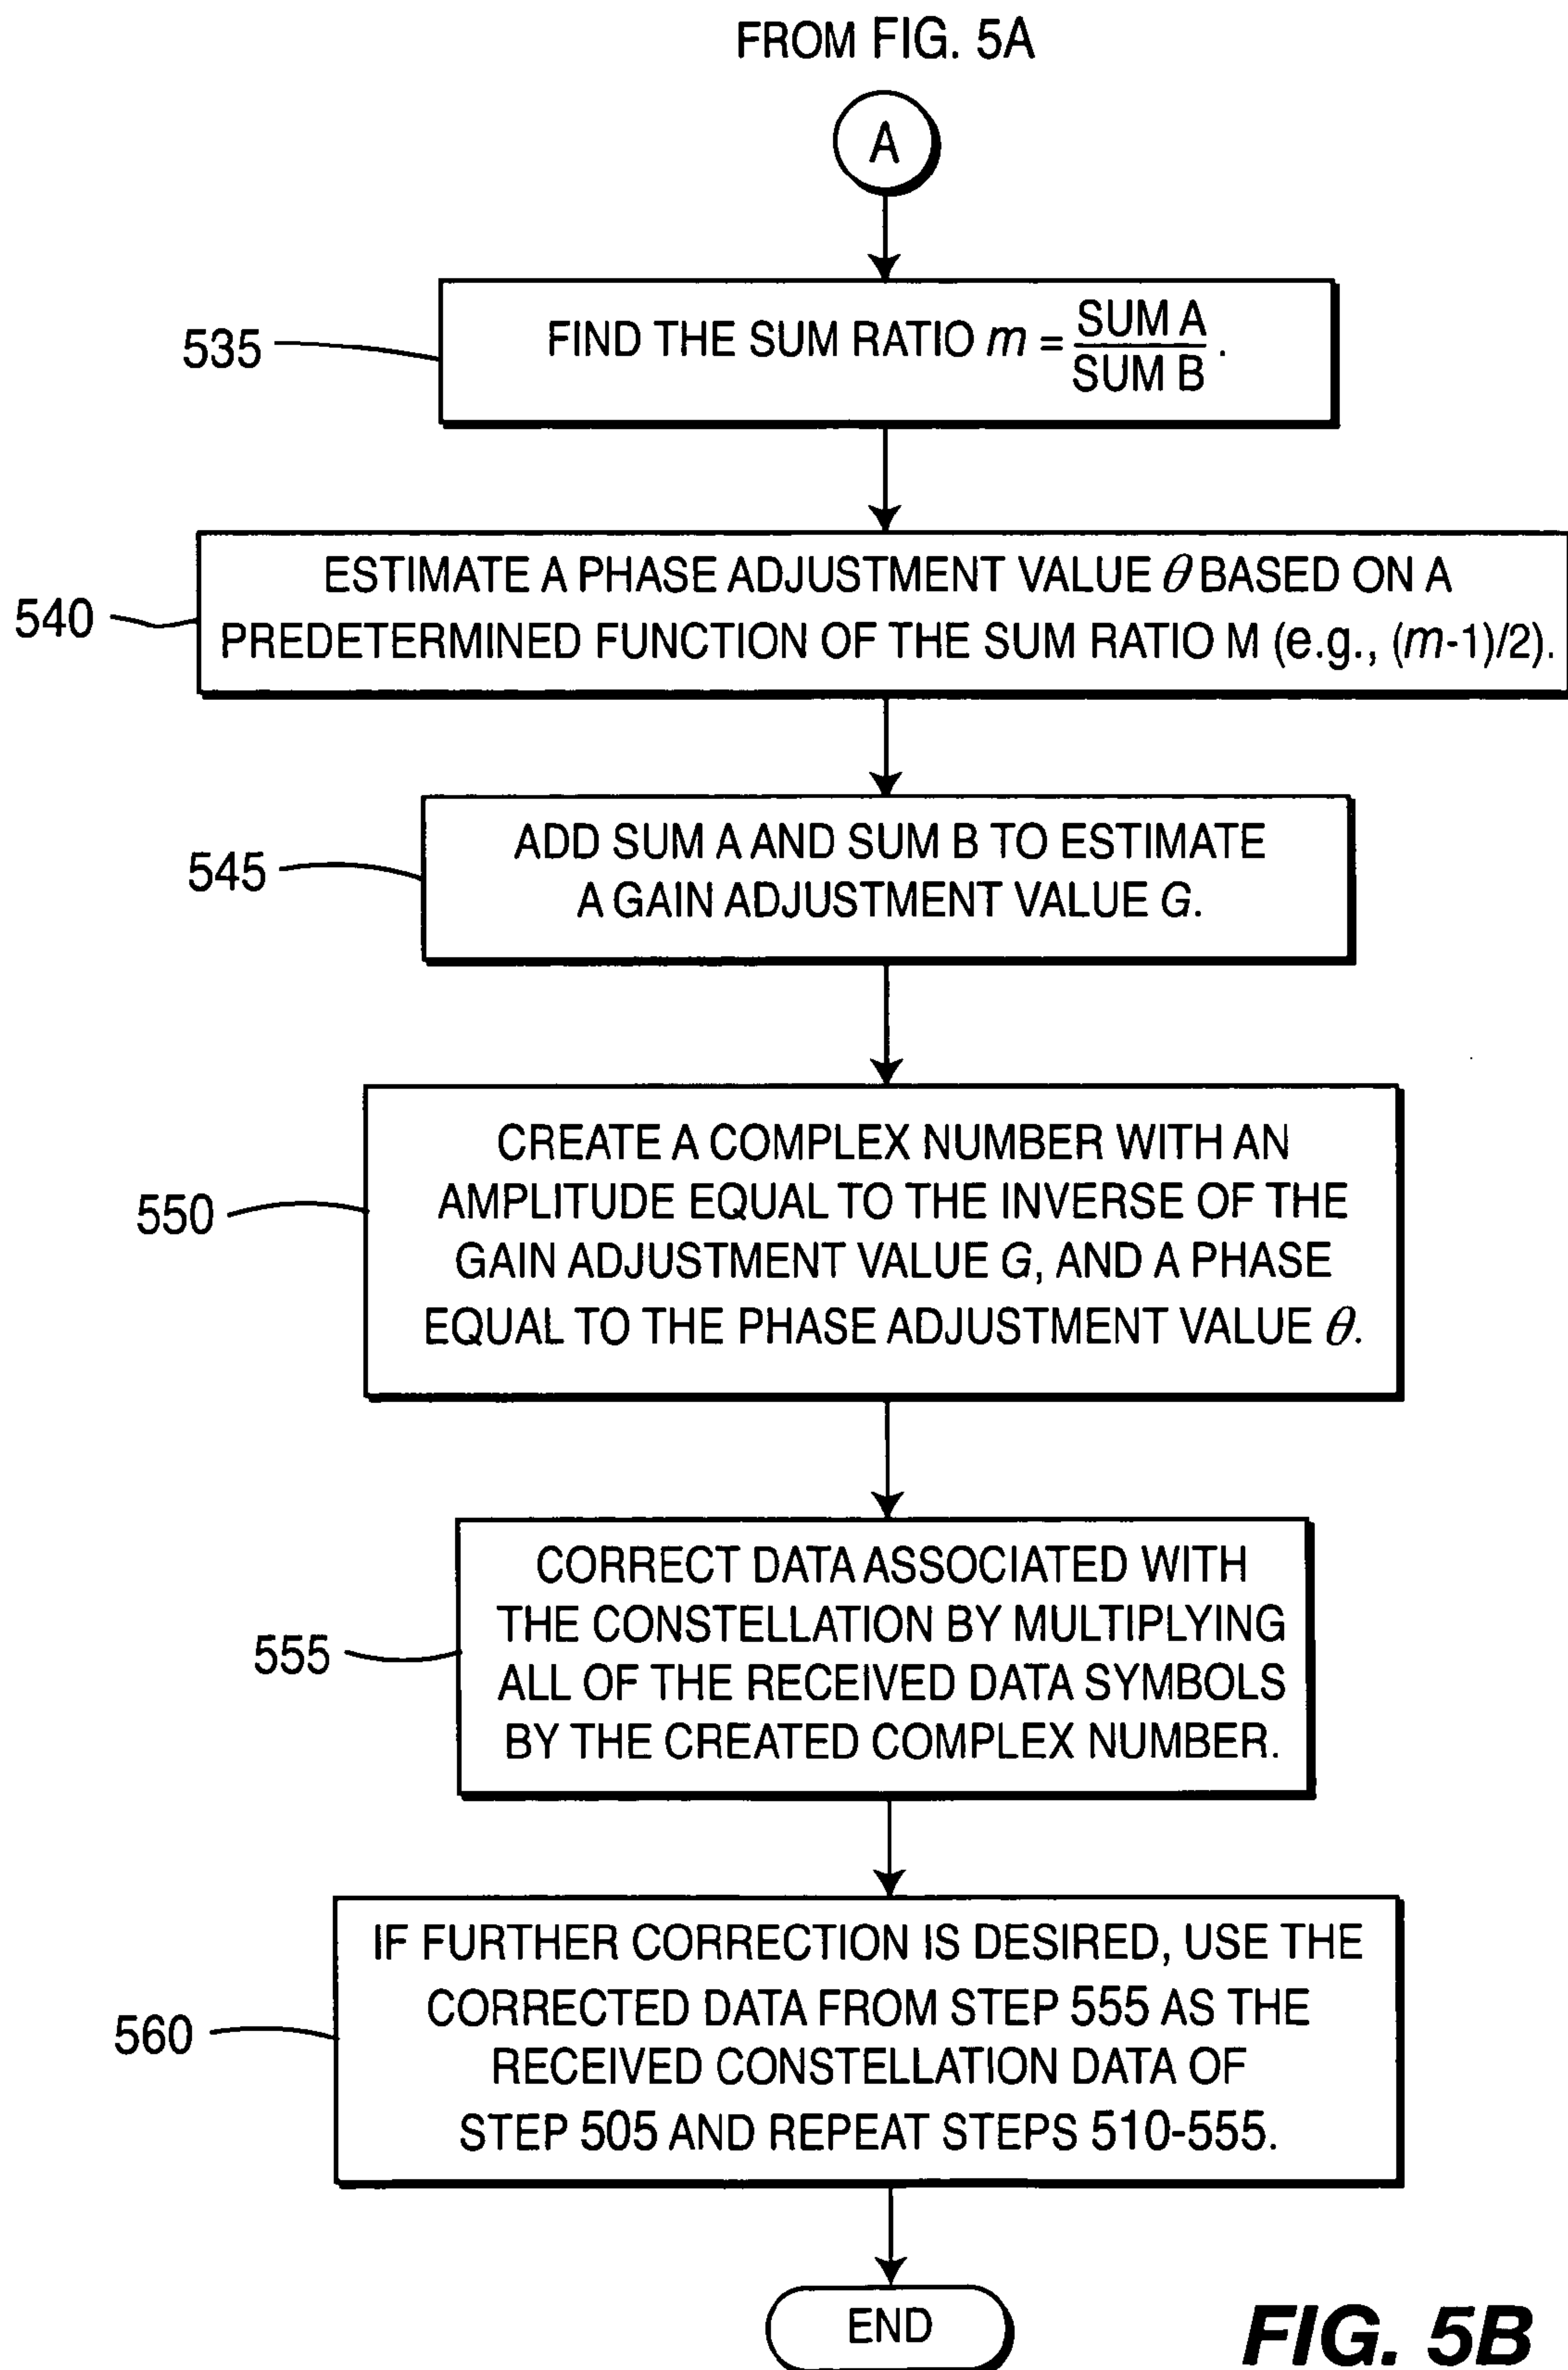 FROM FIG. 5A
A
535
FIND THE SUM RATIO m = SUM A / SUM B .
540
ESTIMATE A PHASE ADJUSTMENT VALUE θ BASED ON A
PREDETERMINED FUNCTION OF THE SUM RATIO M (e.g., (m-1)/2).
545
ADD SUM A AND SUM B TO ESTIMATE
A GAIN ADJUSTMENT VALUE G.
550
CREATE A COMPLEX NUMBER WITH AN
AMPLITUDE EQUAL TO THE INVERSE OF THE
GAIN ADJUSTMENT VALUE G, AND A PHASE
EQUAL TO THE PHASE ADJUSTMENT VALUE θ.
555
CORRECT DATA ASSOCIATED WITH
THE CONSTELLATION BY MULTIPLYING
ALL OF THE RECEIVED DATA SYMBOLS
BY THE CREATED COMPLEX NUMBER.
560
IF FURTHER CORRECTION IS DESIRED, USE THE
CORRECTED DATA FROM STEP 555 AS THE
RECEIVED CONSTELLATION DATA OF
STEP 505 AND REPEAT STEPS 510-555.
END
FIG. 5B